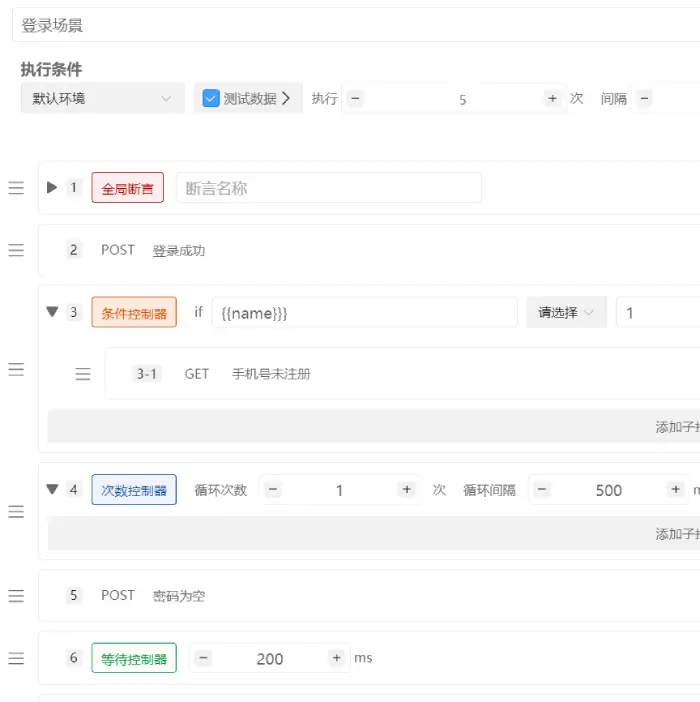 登录场景
执行条件
默认环境 测试数据 执行 − 5 + 次 间隔 −
1 全局断言 断言名称
2 POST 登录成功
3 条件控制器 if {{name}}} 请选择 1
3-1 GET 手机号未注册
添加子
4 次数控制器 循环次数 − 1 + 次 循环间隔 − 500 +
添加子
5 POST 密码为空
6 等待控制器 − 200 + ms